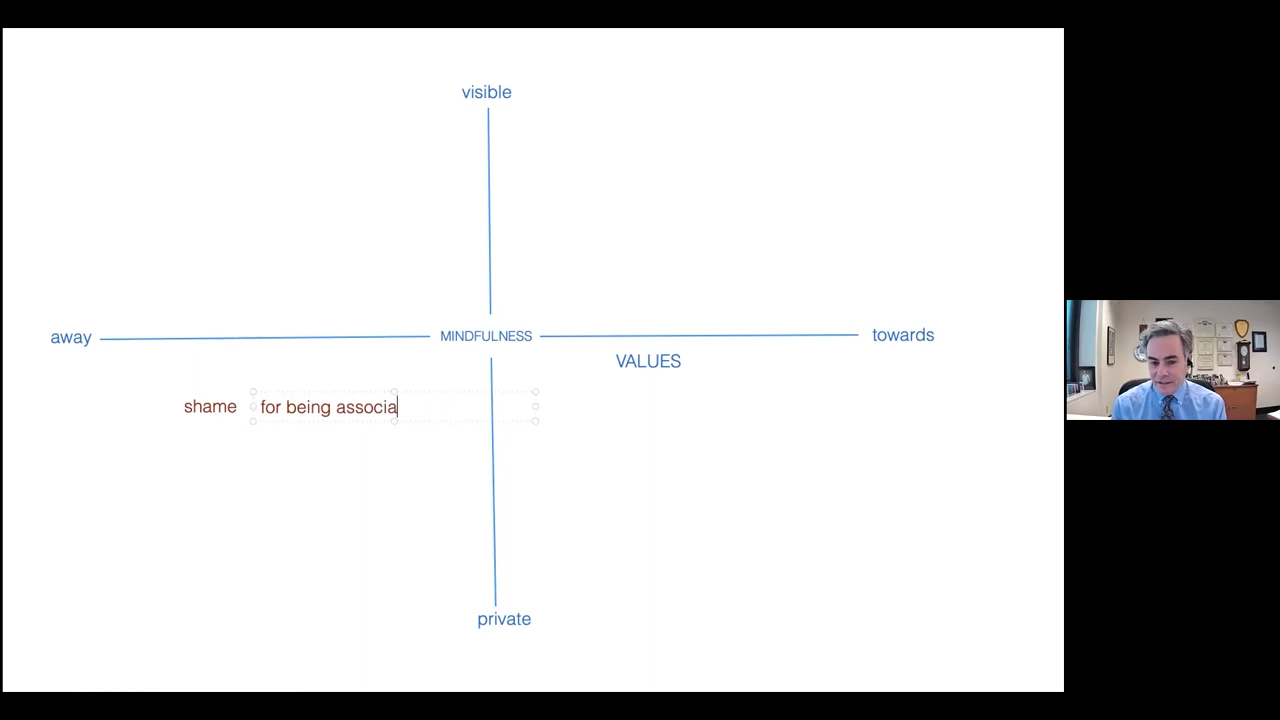 visible
away
MINDFULNESS
towards
VALUES
shame for being associa
private